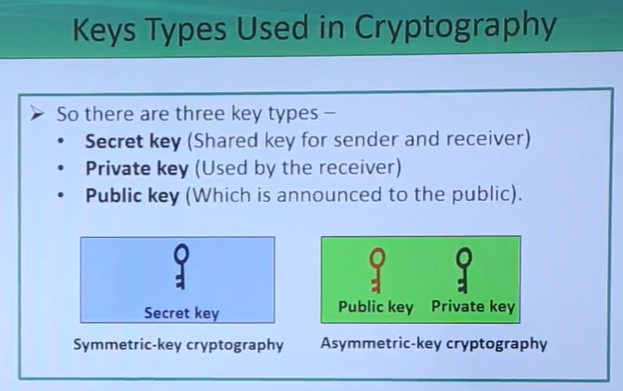 Keys Types Used in Cryptography
➢ So there are three key types –
• Secret key (Shared key for sender and receiver)
• Private key (Used by the receiver)
• Public key (Which is announced to the public).
Secret key
Symmetric-key cryptography
Public key Private key
Asymmetric-key cryptography